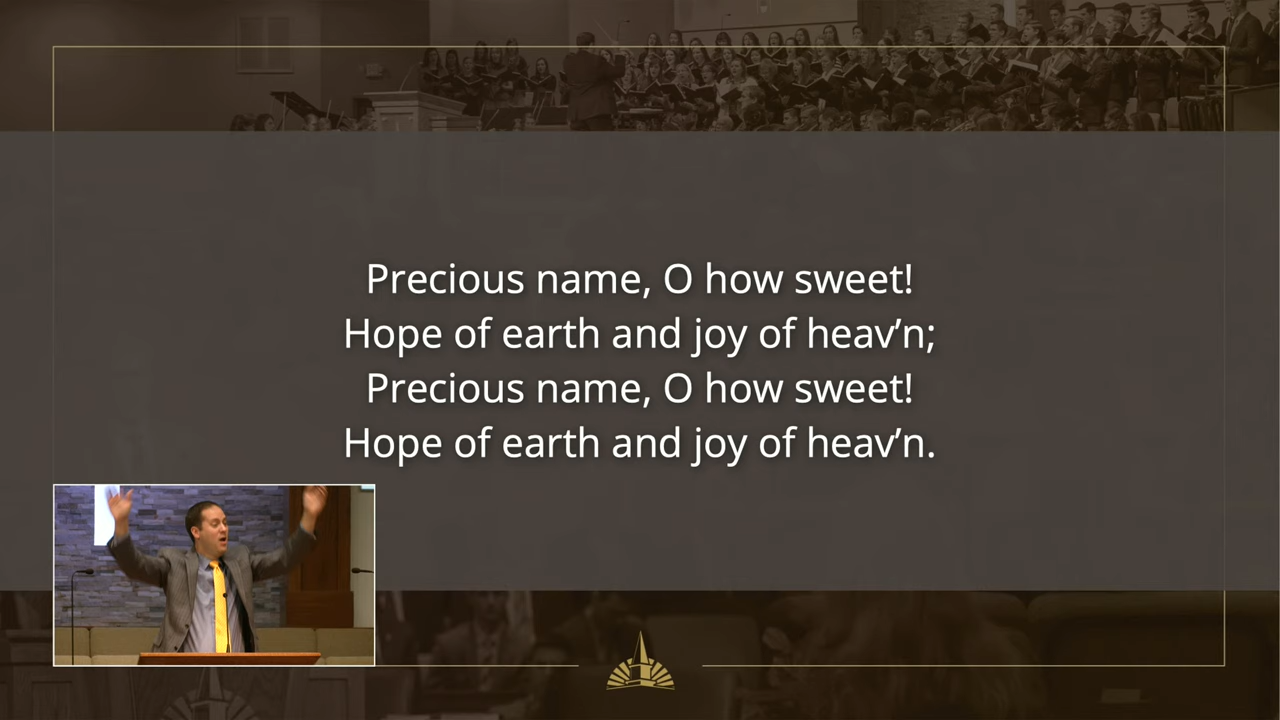 Precious name, O how sweet!
Hope of earth and joy of heav’n;
Precious name, O how sweet!
Hope of earth and joy of heav’n.